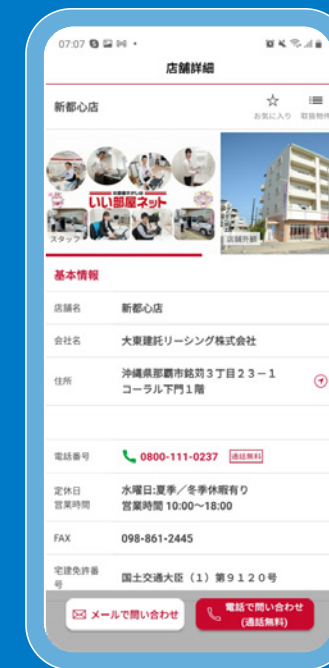 07:07
店舗詳細
新都心店
お気に入り
取扱物件
いい部屋ネット
スタッフ
店舗外観
基本情報
店舗名 新都心店
会社名 大東建託リーシング株式会社
住所 沖縄県那覇市銘苅3丁目23-1
コーラル下門1階
電話番号 0800-111-0237 通話無料
定休日 水曜日:夏季/冬季休暇有り
営業時間 営業時間 10:00~18:00
FAX 098-861-2445
宅建免許番
号 国土交通大臣(1)第9120号
メールで問い合わせ
電話で問い合わせ
(通話無料)